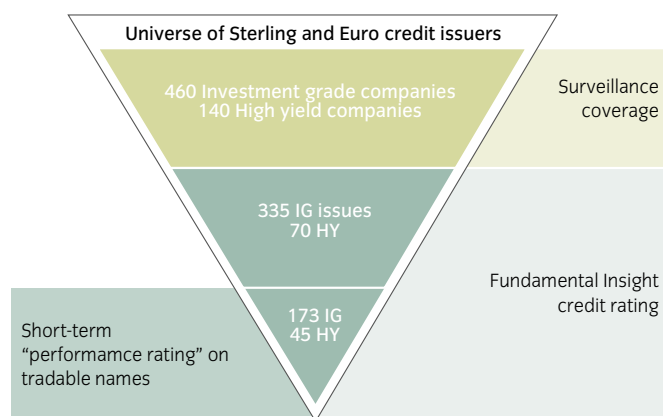 Universe of Sterling and Euro credit issuers
460 Investment grade companies
140 High yield companies
Surveillance
coverage
335 IG issues
70 HY
Fundamental Insight
credit rating
173 IG
45 HY
Short-term
“performamce rating” on
tradable names